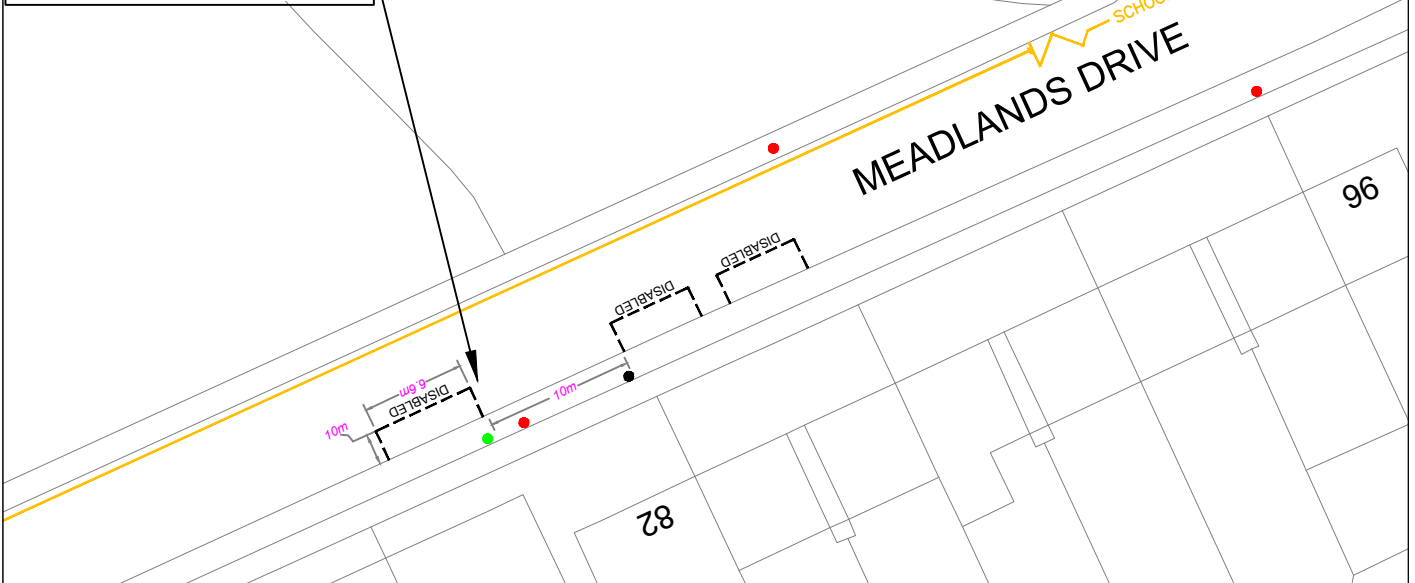 SCHOO
MEADLANDS DRIVE
96
DISABLED
DISABLED
6.6m
DISABLED
10m
10m
82